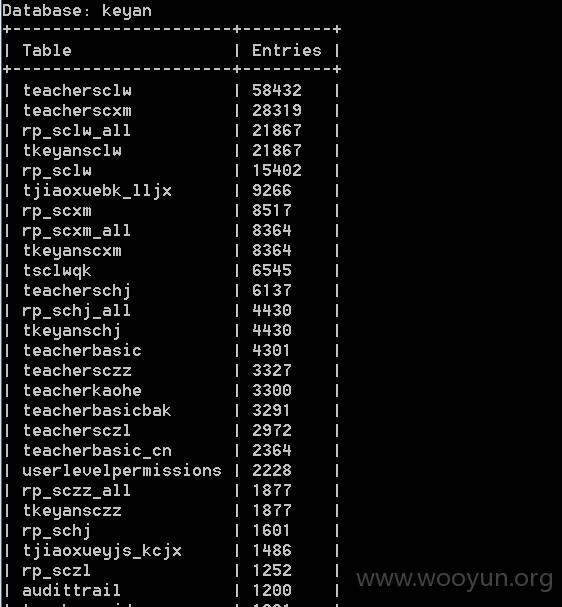 Database: keyan
+----------------------+---------+
| Table | Entries |
+----------------------+---------+
| teachersclw | 58432 |
| teacherscxm | 28319 |
| rp_sclw_all | 21867 |
| tkeyansclw | 21867 |
| rp_sclw | 15402 |
| tjiaoxuebk_lljx | 9266 |
| rp_scxm | 8517 |
| rp_scxm_all | 8364 |
| tkeyanscxm | 8364 |
| tsclwqk | 6545 |
| teacherschj | 6137 |
| rp_schj_all | 4430 |
| tkeyanschj | 4430 |
| teacherbasic | 4301 |
| teachersczz | 3327 |
| teacherkaohe | 3300 |
| teacherbasicbak | 3291 |
| teachersczl | 2972 |
| teacherbasic_cn | 2364 |
| userlevelpermissions | 2228 |
| rp_sczz_all | 1877 |
| tkeyansczz | 1877 |
| rp_schj | 1601 |
| tjiaoxueyjs_kcjx | 1486 |
| rp_sczl | 1252 |
| audittrail | 1200 |
www.wooyun.org